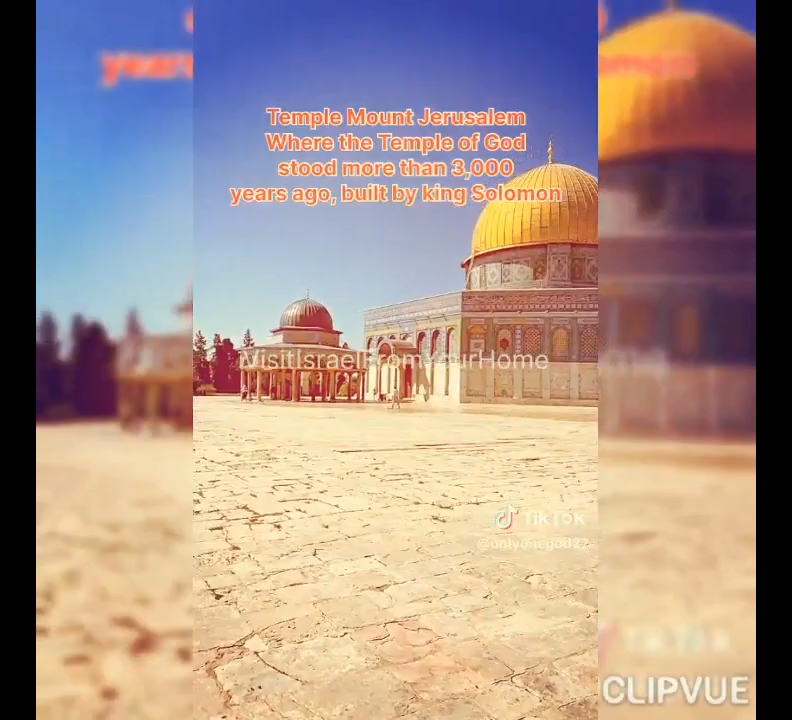 Temple Mount Jerusalem
Where the Temple of God
stood more than 3,000
years ago, built by king Solomon
VisitIsraelFromYourHome
TikTok
@onlyonegod27
CLIPVUE